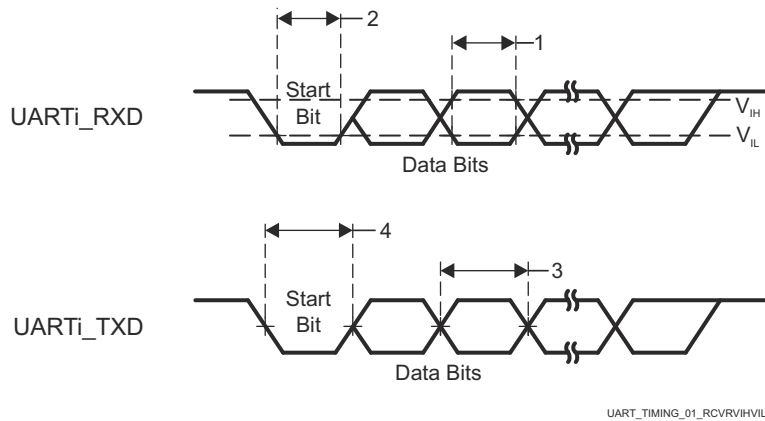 2
1
UARTi_RXD
Start
Bit
VIH
VIL
Data Bits
4
3
UARTi_TXD
Start
Bit
Data Bits
UART_TIMING_01_RCVRVIHVIL